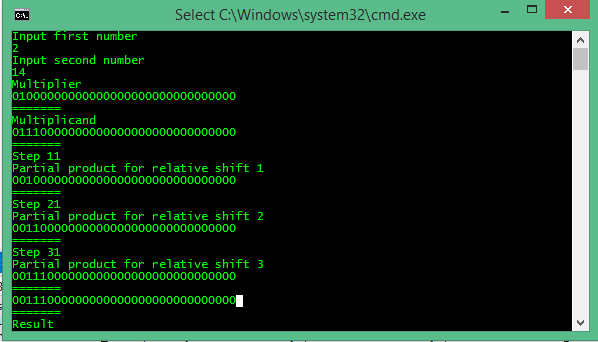 Select C:\Windows\system32\cmd.exe
Input first number
2
Input second number
14
Multiplier
01000000000000000000000000000000
=======
Multiplicand
01110000000000000000000000000000
=======
Step 11
Partial product for relative shift 1
00100000000000000000000000000000
=======
Step 21
Partial product for relative shift 2
00110000000000000000000000000000
=======
Step 31
Partial product for relative shift 3
00111000000000000000000000000000
=======
00111000000000000000000000000000
=======
Result